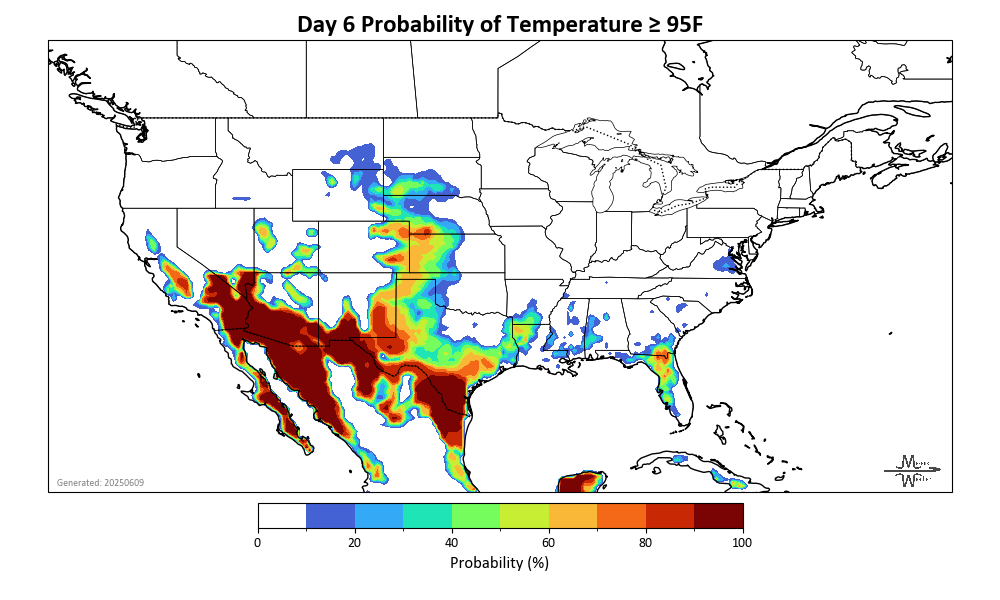 Day 6 Probability of Temperature ≥ 95F
Generated: 20250609
0 20 40 60 80 100
Probability (%)